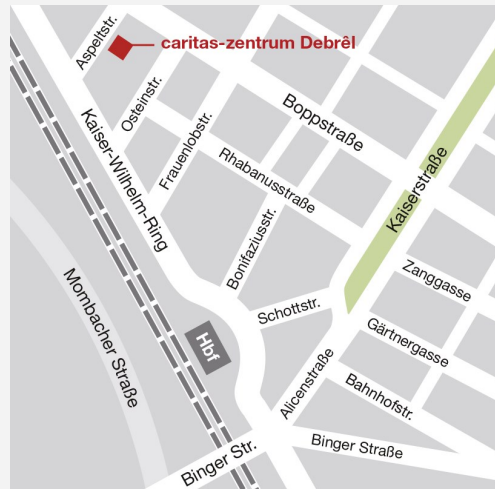 Aspeltstr.
caritas-zentrum Debrêl
Osteinstr.
Boppstraße
Kaiser-Wilhelm-Ring
Frauenlobstr.
Rhabanusstraße
Kaiserstraße
Bonifaziusstr.
Zanggasse
Mombacher Straße
Schottstr.
Hbf
Gärtnergasse
Alicenstraße
Bahnhofstr.
Binger Str.
Binger Straße